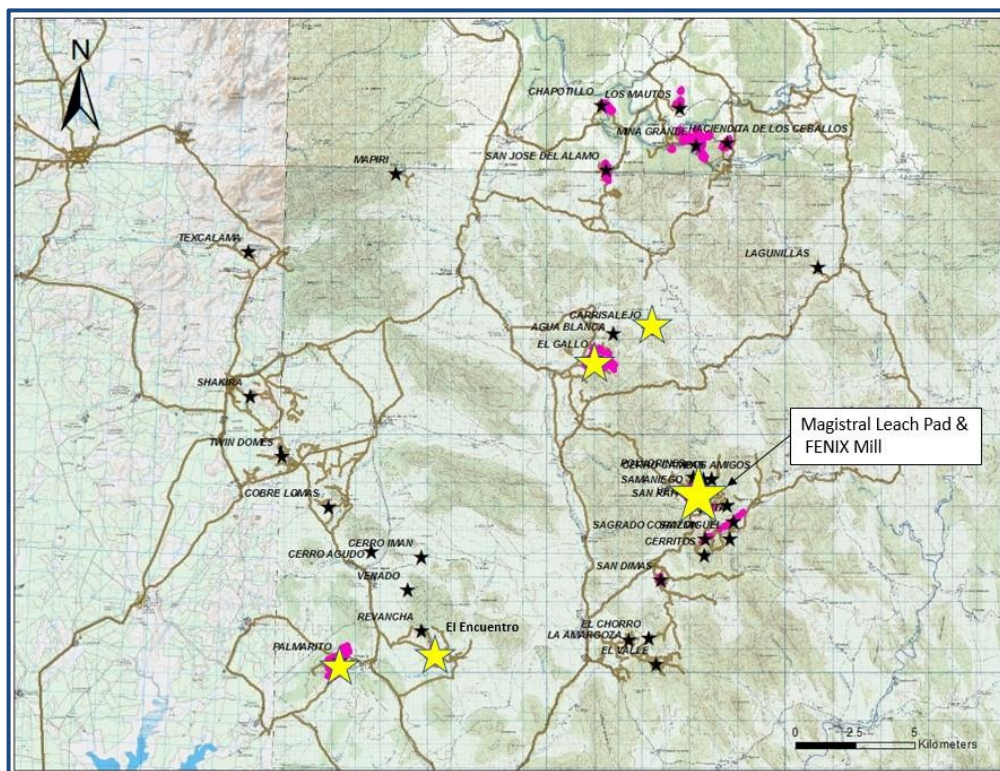 N
CHAPOTILLO
LOS MAUTOS
MINA GRANDE
HACIENDITA DE LOS CEBALLOS
SAN JOSE DEL ALAMO
MAPIRI
TEXCALAMA
LAGUNILLAS
CARRISALEJO
AGUA BLANCA
EL GALLO
SHAKIRA
TWIN DOMES
Magistral Leach Pad &
FENIX Mill
AMIGOS
SAMANIEGO
COBRE LOMAS
SAGRADO
CERRITOS
CERRO IMAN
CERRO AGUDO
SAN DIMAS
VENADO
REVANCHA
El Encuentro
EL CHORRO
LA AMARGOZA
EL VALLE
PALMARITO
0 2.5 5
Kilometers